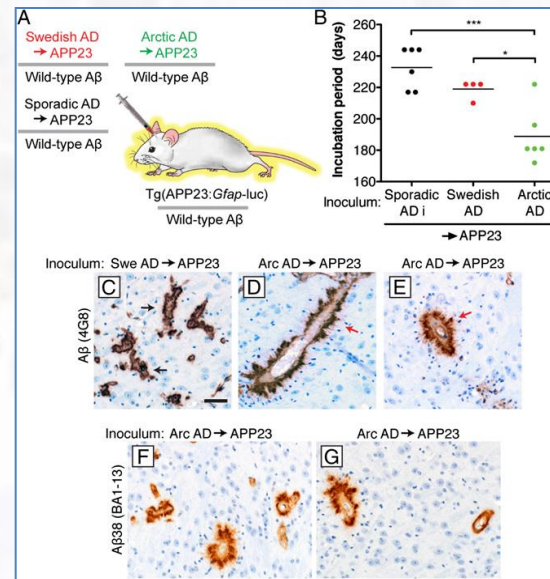 A
Swedish AD
→ APP23
Wild-type Aβ
Arctic AD
→ APP23
Wild-type Aβ
Sporadic AD
→ APP23
Wild-type Aβ
Tg(APP23:Gfap-luc)
Wild-type Aβ
B
Incubation period (days)
260
240
220
200
180
160
***
*
Inoculum:
Sporadic AD i
Swedish AD
Arctic AD
→ APP23
Inoculum: Swe AD → APP23
Arc AD → APP23
Arc AD → APP23
Aβ (4G8)
C
D
E
Inoculum: Arc AD → APP23
Arc AD → APP23
Aβ38 (BA1-13)
F
G